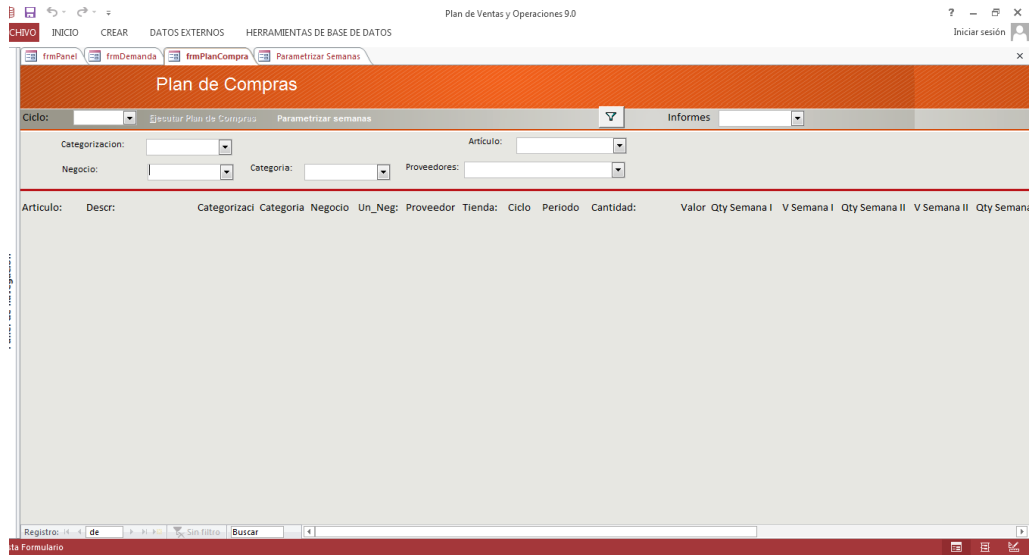 Plan de Ventas y Operaciones 9.0
CHIVO INICIO CREAR DATOS EXTERNOS HERRAMIENTAS DE BASE DE DATOS Iniciar sesión
frmPanel frmDemanda frmPlanCompra Parametrizar Semanas
Plan de Compras
Ciclo: Ejecutar Plan de Compras Parametrizar semanas Informes
Categorizacion: Artículo:
Negocio: Categoria: Proveedores:
Articulo: Descr: Categorizaci Categoria Negocio Un_Neg: Proveedor Tienda: Ciclo Periodo Cantidad: Valor Qty Semana I V Semana I Qty Semana II V Semana II Qty Semana
Registro: de Sin filtro Buscar
sta Formulario